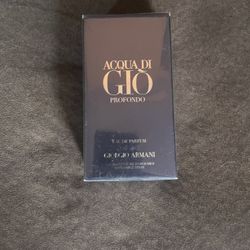 ACQUA DI
GIÒ
PROFONDO
EAU DE PARFUM
GIORGIO ARMANI